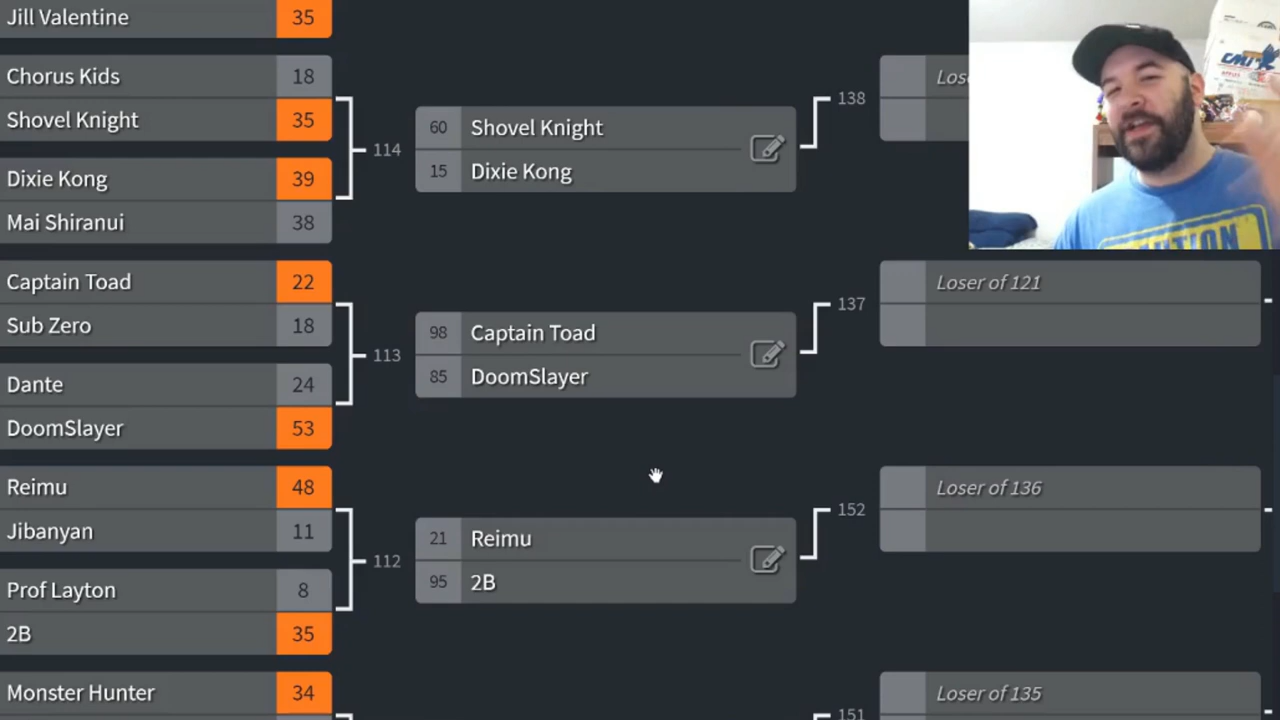 Jill Valentine 35
Chorus Kids 18
Shovel Knight 35
Dixie Kong 39
Mai Shiranui 38
Captain Toad 22
Sub Zero 18
Dante 24
DoomSlayer 53
Reimu 48
Jibanyan 11
Prof Layton 8
2B 35
Monster Hunter 34
114
60 Shovel Knight
15 Dixie Kong
113
98 Captain Toad
85 DoomSlayer
112
21 Reimu
95 2B
138
137
Loser of 121
152
Loser of 136
151
Loser of 135
CMI